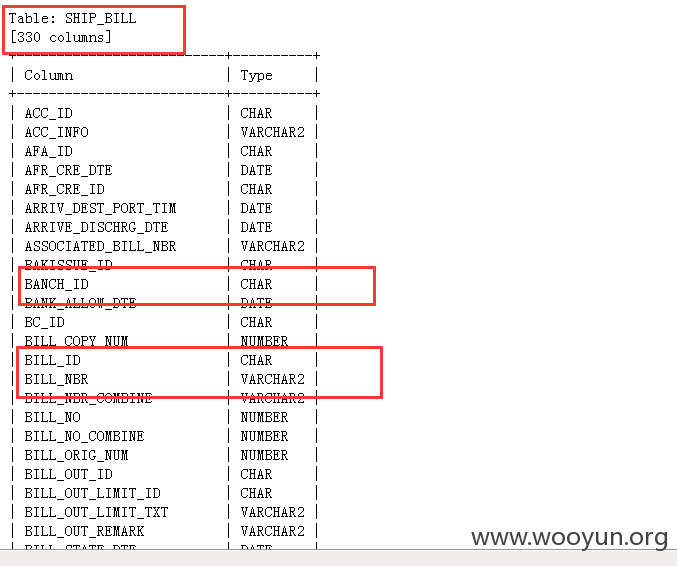 Table: SHIP_BILL
[330 columns]
+--------------------------+----------+
| Column | Type |
+--------------------------+----------+
| ACC_ID | CHAR |
| ACC_INFO | VARCHAR2 |
| AFA_ID | CHAR |
| AFR_CRE_DTE | DATE |
| AFR_CRE_ID | CHAR |
| ARRIV_DEST_PORT_TIM | DATE |
| ARRIVE_DISCHRG_DTE | DATE |
| ASSOCIATED_BILL_NBR | VARCHAR2 |
| BAKISSUE_ID | CHAR |
| BANCH_ID | CHAR |
| BANK_ALLOW_DTE | DATE |
| BC_ID | CHAR |
| BILL_COPY_NUM | NUMBER |
| BILL_ID | CHAR |
| BILL_NBR | VARCHAR2 |
| BILL_NBR_COMBINE | VARCHAR2 |
| BILL_NO | NUMBER |
| BILL_NO_COMBINE | NUMBER |
| BILL_ORIG_NUM | NUMBER |
| BILL_OUT_ID | CHAR |
| BILL_OUT_LIMIT_ID | CHAR |
| BILL_OUT_LIMIT_TXT | VARCHAR2 |
| BILL_OUT_REMARK | VARCHAR2 |
| BILL_STATE_DTE | DATE |
www.wooyun.org